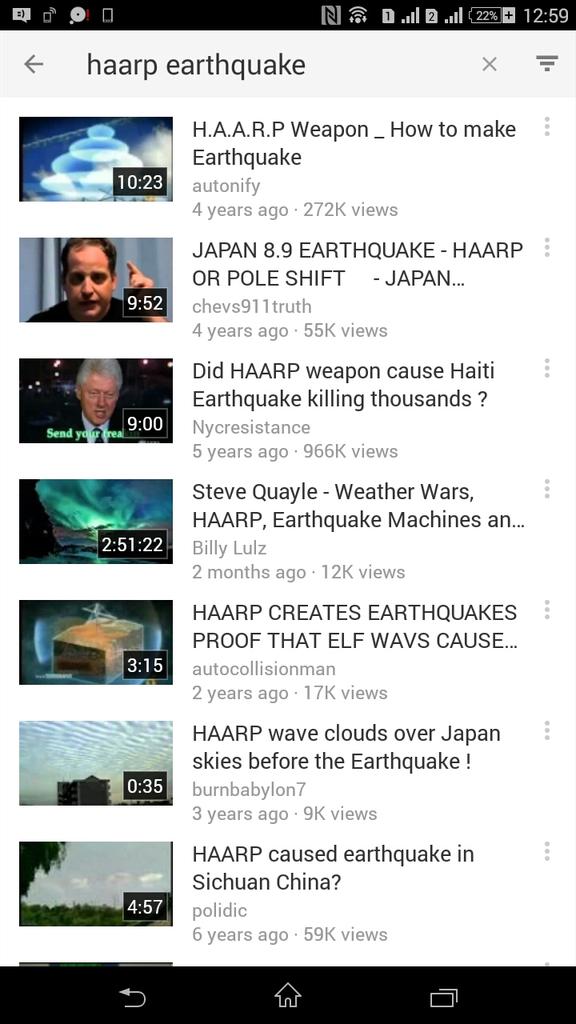 1 2 22% 12:59
haarp earthquake
H.A.A.R.P Weapon _ How to make
Earthquake
autonify
4 years ago · 272K views
10:23
JAPAN 8.9 EARTHQUAKE - HAARP
OR POLE SHIFT - JAPAN...
chevs911truth
4 years ago · 55K views
9:52
Did HAARP weapon cause Haiti
Earthquake killing thousands ?
Nycresistance
5 years ago · 966K views
Send your
9:00
Steve Quayle - Weather Wars,
HAARP, Earthquake Machines an...
Billy Lulz
2 months ago · 12K views
2:51:22
HAARP CREATES EARTHQUAKES
PROOF THAT ELF WAVS CAUSE...
autocollisionman
2 years ago · 17K views
3:15
HAARP wave clouds over Japan
skies before the Earthquake !
burnbabylon7
3 years ago · 9K views
0:35
HAARP caused earthquake in
Sichuan China?
polidic
6 years ago · 59K views
4:57